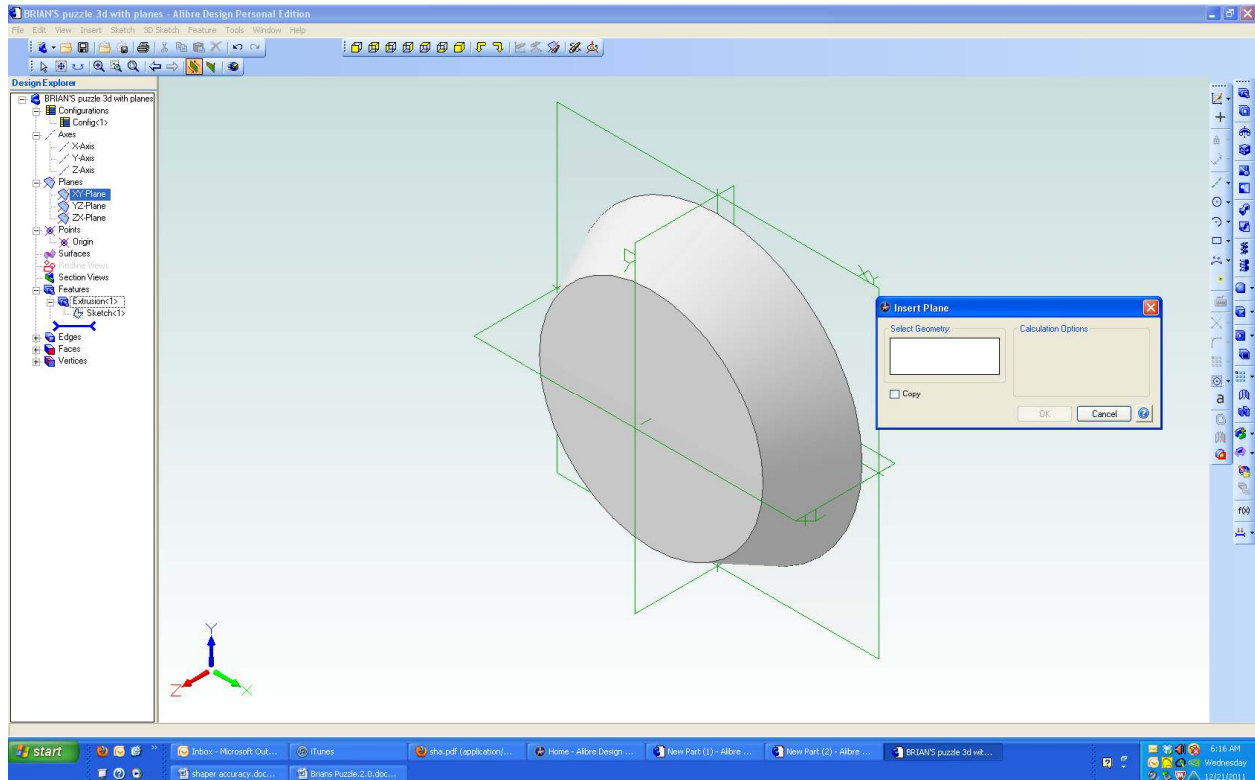 BRIAN'S puzzle 3d with planes - Alibre Design Personal Edition
File Edit View Insert Sketch 3D Sketch Feature Tools Window Help
Design Explorer
BRIAN'S puzzle 3d with planes
Configurations
Config<1>
Axes
X-Axis
Y-Axis
Z-Axis
Planes
XY-Plane
YZ-Plane
ZX-Plane
Points
Origin
Surfaces
Redline Views
Section Views
Features
Extrusion<1>
Sketch<1>
Edges
Faces
Vertices
Insert Plane
Select Geometry:
Calculation Options
Copy
OK
Cancel
a
f(x)
Y
Z
X
start
Inbox - Microsoft Out...
iTunes
sha.pdf (application/...
Home - Alibre Design ...
New Part (1) - Alibre ...
New Part (2) - Alibre ...
BRIAN'S puzzle 3d wit...
6:16 AM
shaper accuracy.doc...
Brians Puzzle.2.0.doc...
Wednesday
12/21/2011